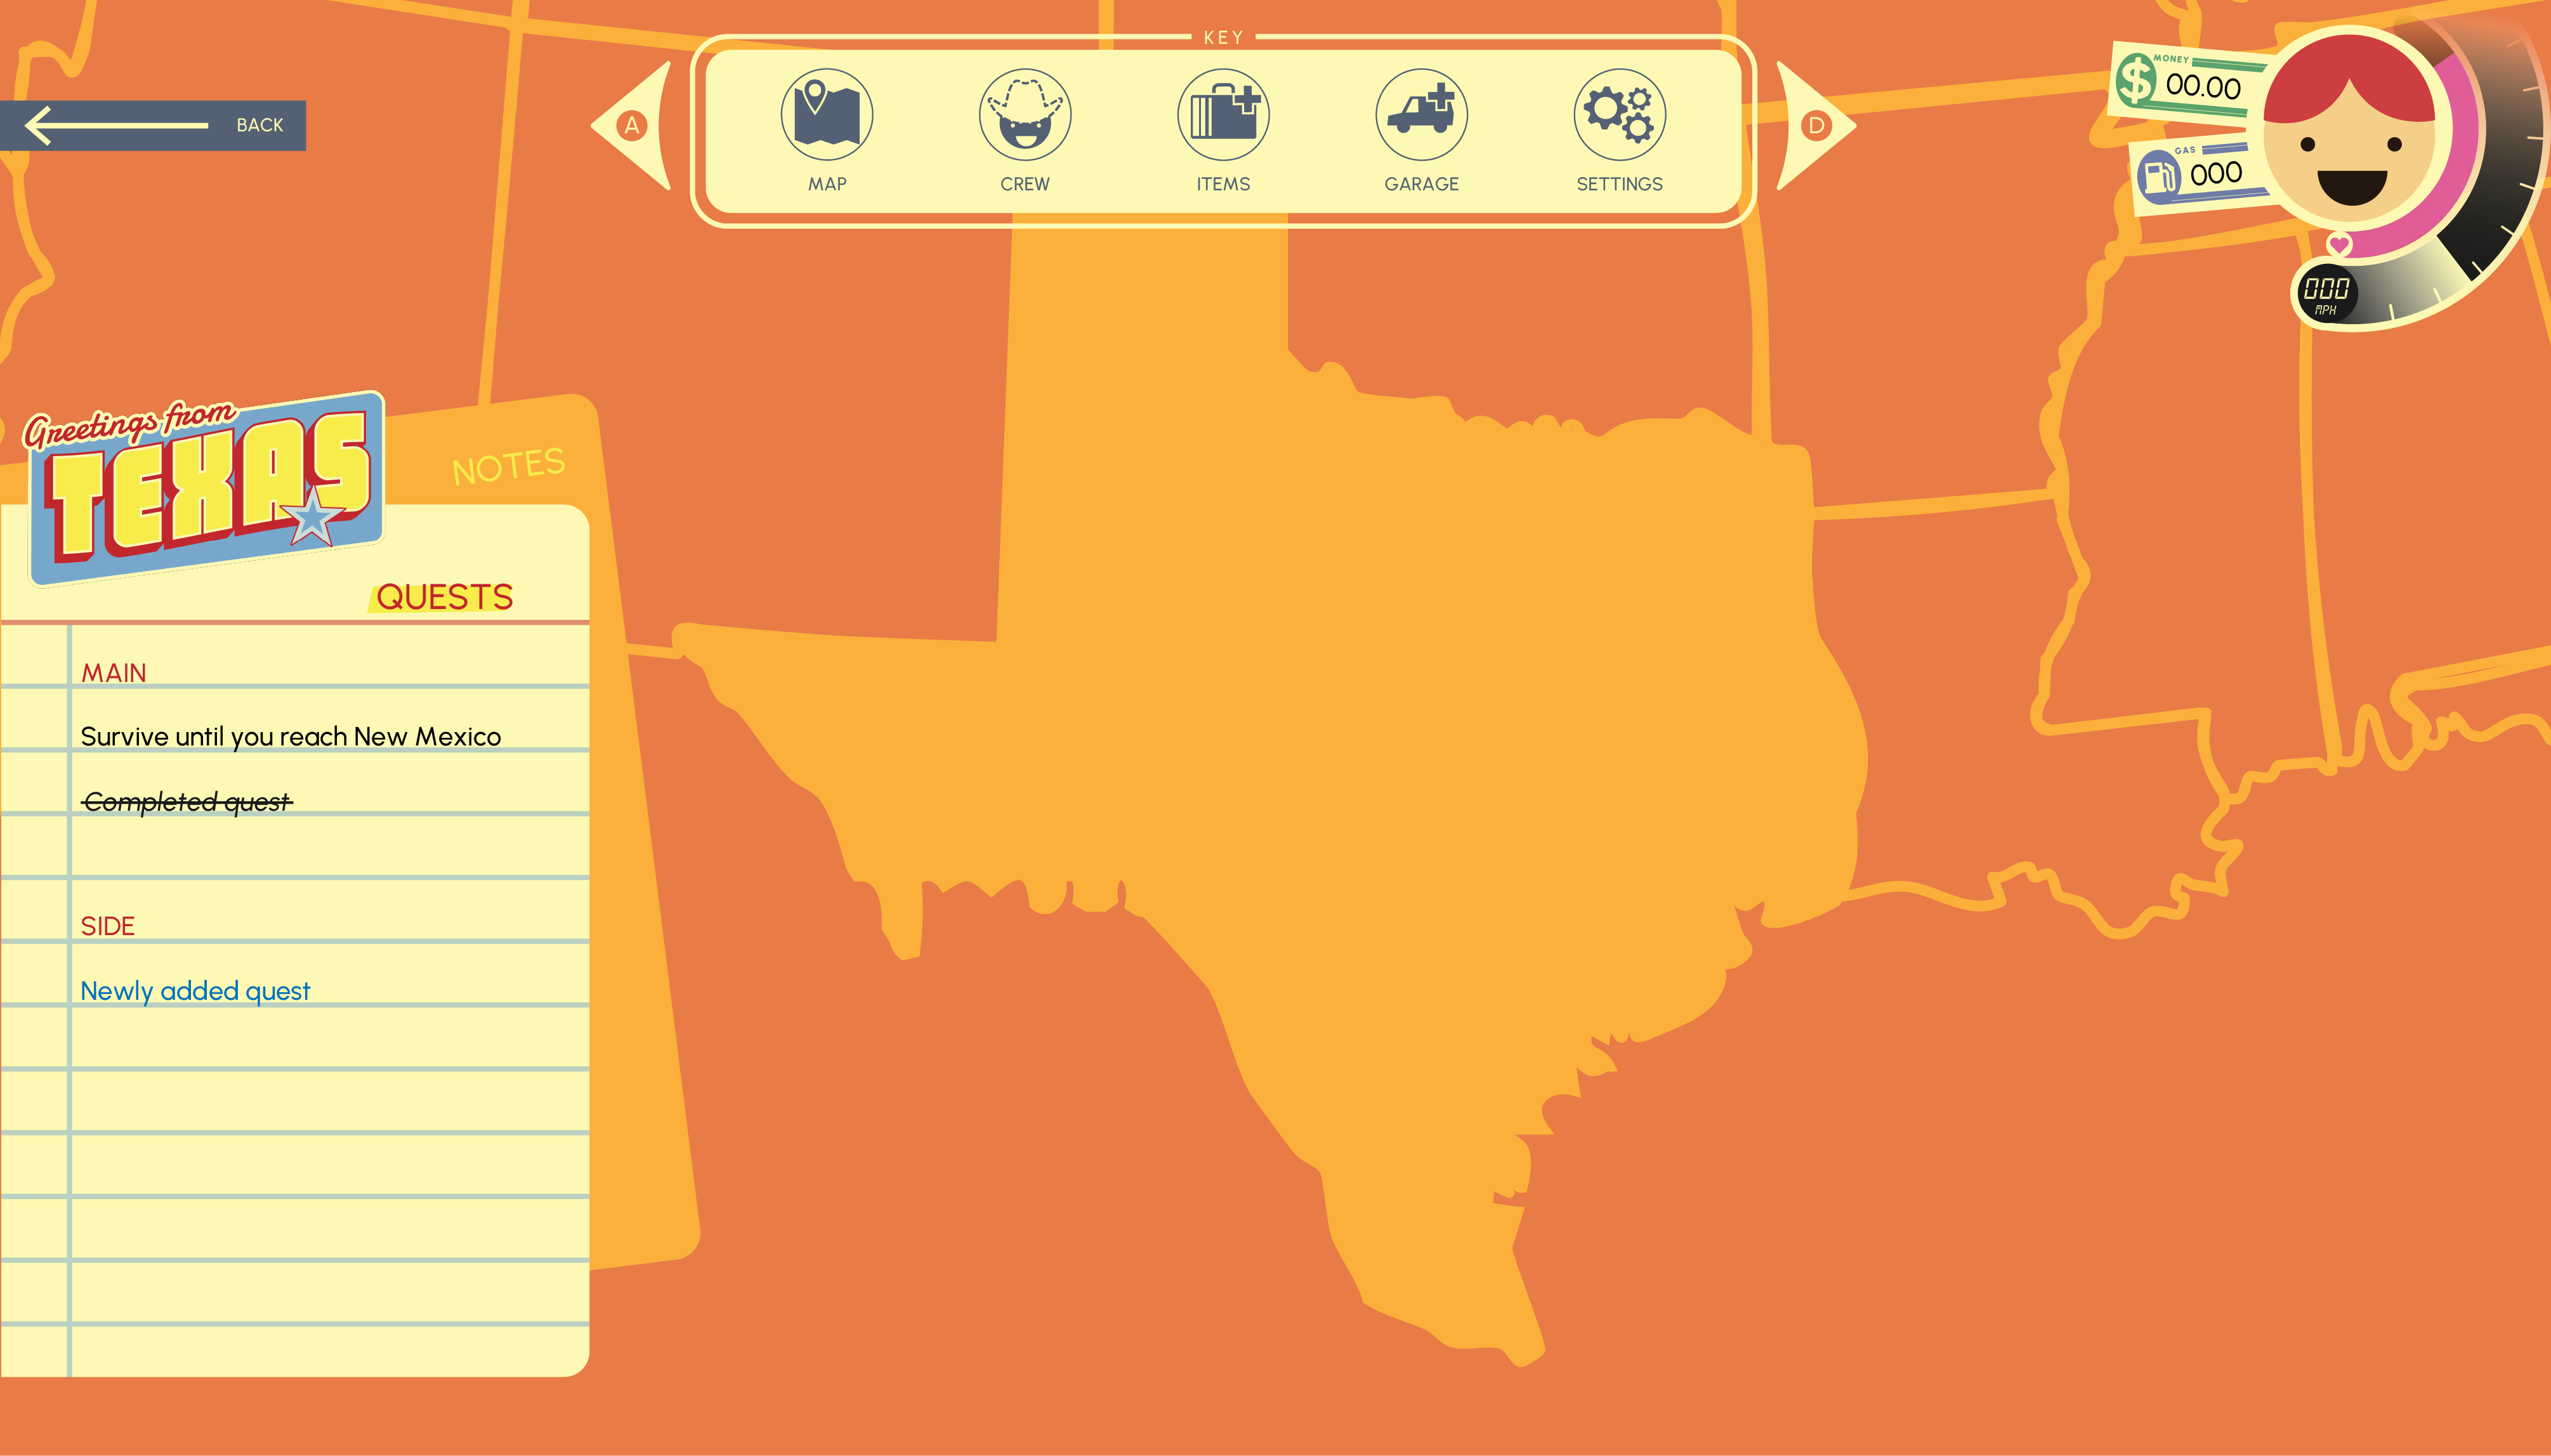 KEY
BACK
A
MAP
CREW
ITEMS
GARAGE
SETTINGS
D
MONEY
$ 00.00
GAS
000
000
MPH
Greetings from
TEXAS
NOTES
QUESTS
MAIN
Survive until you reach New Mexico
Completed quest
SIDE
Newly added quest